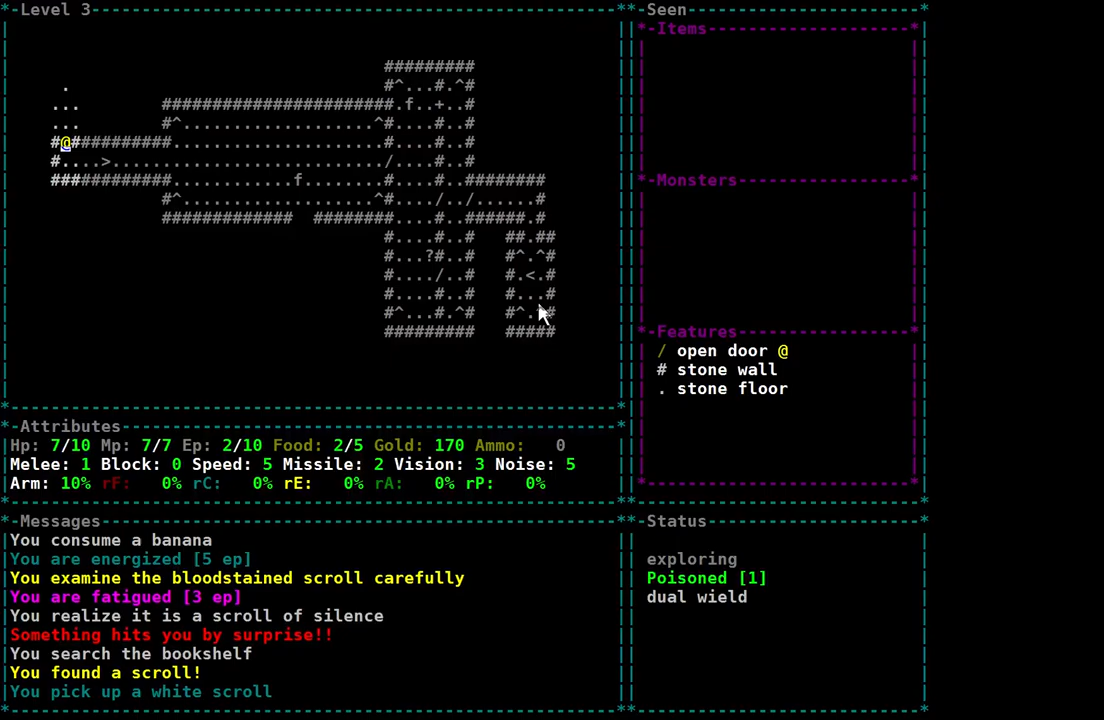 Level 3
Seen
Items
#########
. #^...#.^#
... #######################.f..+..#
... #^...................^#....#..#
#@##########.....................#....#..#
#....>.........................../....#..#
############............f........#....#..######## Monsters
#^...................^#..../../......#
############# ########....#..######.#
#....#..# ##.##
#...?#..# #^.^#
#..../..# #.<.#
#....#..# #...#
#^...#.^# #^.
######### #####
Features
/ open door @
# stone wall
. stone floor
Attributes
Hp: 7/10 Mp: 7/7 Ep: 2/10 Food: 2/5 Gold: 170 Ammo: 0
Melee: 1 Block: 0 Speed: 5 Missile: 2 Vision: 3 Noise: 5
Arm: 10% rF: 0% rC: 0% rE: 0% rA: 0% rP: 0%
Messages
You consume a banana
You are energized [5 ep]
You examine the bloodstained scroll carefully
You are fatigued [3 ep]
You realize it is a scroll of silence
Something hits you by surprise!!
You search the bookshelf
You found a scroll!
You pick up a white scroll
Status
exploring
Poisoned [1]
dual wield